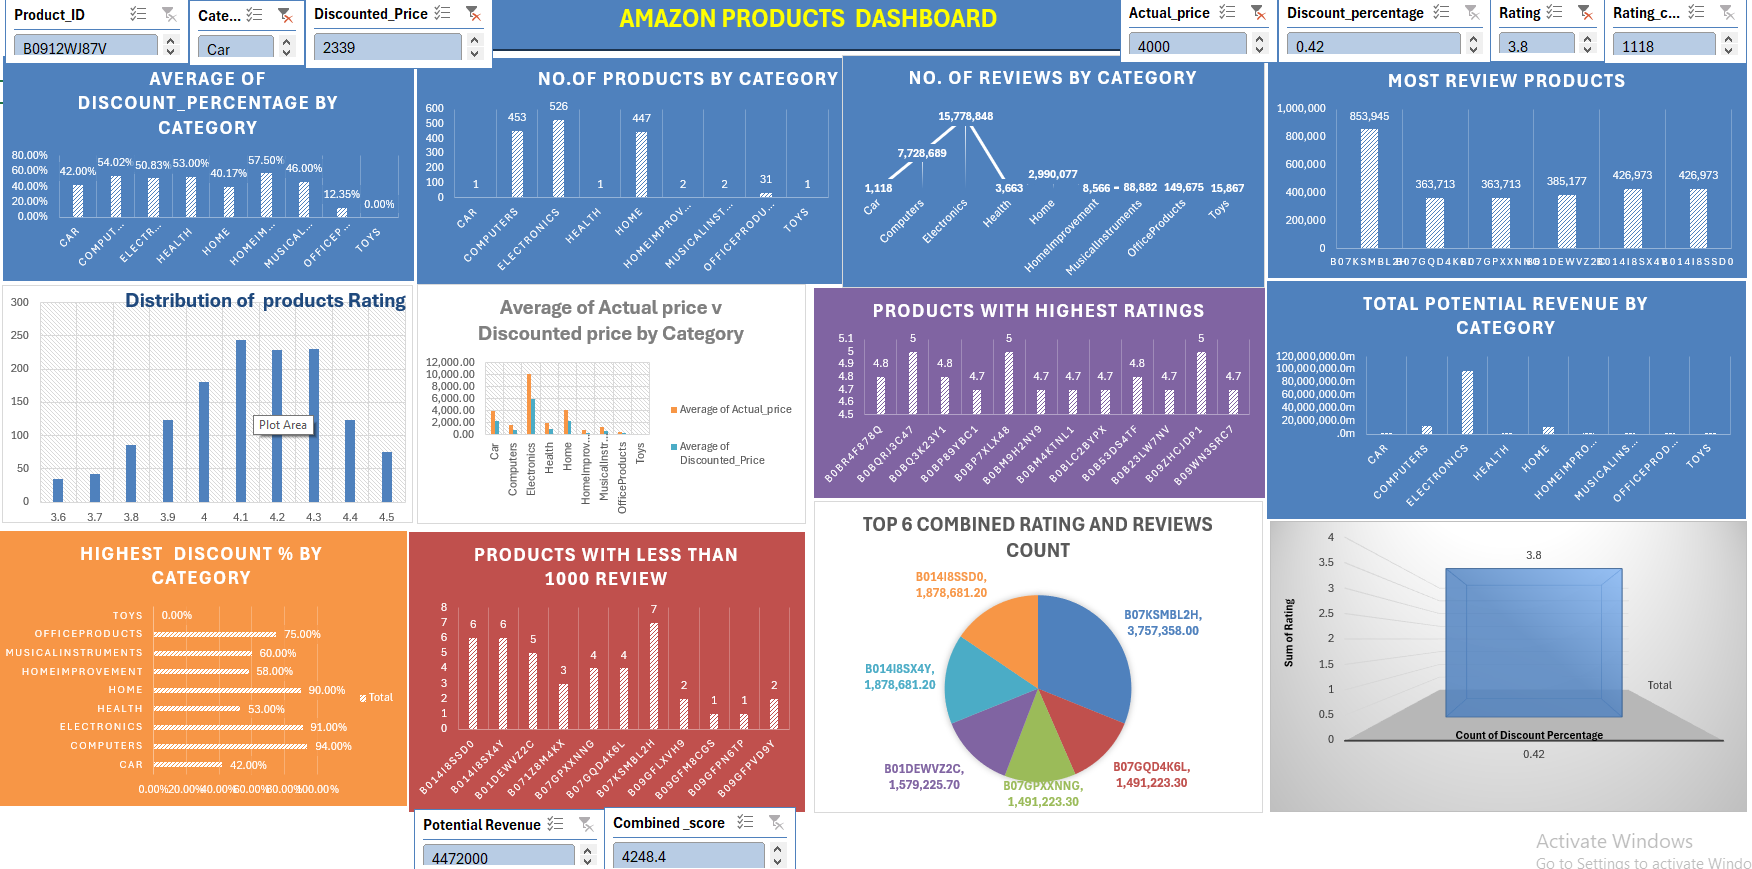 Product_ID
B0912WJ87V
Cate...
Car
Discounted_Price
2339
AMAZON PRODUCTS DASHBOARD
Actual_price
4000
Discount_percentage
0.42
Rating
3.8
Rating_c...
1118
AVERAGE OF
DISCOUNT_PERCENTAGE BY
CATEGORY
80.00%
60.00%
40.00%
20.00%
0.00%
42.00%
54.02%
50.83%
53.00%
40.17%
57.50%
46.00%
12.35%
0.00%
CAR
COMPUT...
ELECTR...
HEALTH
HOME
HOMEIM...
MUSICAL...
OFFICEP...
TOYS
NO.OF PRODUCTS BY CATEGORY
600
500
400
300
200
100
0
1
453
526
1
447
2
2
31
1
CAR
COMPUTERS
ELECTRONICS
HEALTH
HOME
HOMEIMPROV...
MUSICALINST...
OFFICEPRODU...
TOYS
NO. OF REVIEWS BY CATEGORY
15,778,848
7,728,689
1,118
3,663
2,990,077
8,566
88,882
149,675
15,867
Car
Computers
Electronics
Health
Home
HomeImprovement
MusicalInstruments
OfficeProducts
Toys
MOST REVIEW PRODUCTS
1,000,000
800,000
600,000
400,000
200,000
0
853,945
363,713
363,713
385,177
426,973
426,973
B07KSMBL2H
B07GQD4K6L
B07GPXXNNG
B01DEWVZ2C
B014I8SX4Y
B014I8SSD0
Distribution of products Rating
300
250
200
150
100
50
0
Plot Area
3.6
3.7
3.8
3.9
4
4.1
4.2
4.3
4.4
4.5
Average of Actual price v
Discounted price by Category
12,000.00
10,000.00
8,000.00
6,000.00
4,000.00
2,000.00
0.00
Car
Computers
Electronics
Health
Home
HomeImprov...
MusicalInstr...
OfficeProducts
Toys
Average of Actual_price
Average of
Discounted_Price
PRODUCTS WITH HIGHEST RATINGS
5.1
5
4.9
4.8
4.7
4.6
4.5
4.8
5
4.8
4.7
5
4.7
4.7
4.7
4.8
4.7
5
4.7
B0BR4F878Q
B0BQRJ3C47
B0BQ3K23Y1
B0BP89YBC1
B0BP7XLX48
B0BM9H2NY9
B0BM4KTNL1
B0BLC2BYPX
B0B53DS4TF
B0B23LW7NV
B09ZHCJDP1
B09WN3SRC7
TOTAL POTENTIAL REVENUE BY
CATEGORY
120,000,000.0m
100,000,000.0m
80,000,000.0m
60,000,000.0m
40,000,000.0m
20,000,000.0m
.0m
CAR
COMPUTERS
ELECTRONICS
HEALTH
HOME
HOMEIMPRO...
MUSICALINS...
OFFICEPROD...
TOYS
HIGHEST DISCOUNT % BY
CATEGORY
TOYS
0.00%
OFFICEPRODUCTS
75.00%
MUSICALINSTRUMENTS
60.00%
HOMEIMPROVEMENT
58.00%
HOME
90.00%
HEALTH
53.00%
ELECTRONICS
91.00%
COMPUTERS
94.00%
CAR
42.00%
Total
0.00%
20.00%
40.00%
60.00%
80.00%
100.00%
PRODUCTS WITH LESS THAN
1000 REVIEW
8
7
6
5
4
3
2
1
0
6
6
5
3
4
4
7
2
1
1
2
B014I8SSD0
B014I8SX4Y
B01DEWVZ2C
B071Z8M4KX
B07GPXXNNG
B07GQD4K6L
B07KSMBL2H
B09GFLXVH9
B09GFM8CGS
B09GFPN6TP
B09GFPVD9Y
TOP 6 COMBINED RATING AND REVIEWS
COUNT
B014I8SSD0,
1,878,681.20
B07KSMBL2H,
3,757,358.00
B014I8SX4Y,
1,878,681.20
B01DEWVZ2C,
1,579,225.70
B07GPXXNNG,
1,491,223.30
B07GQD4K6L,
1,491,223.30
4
3.5
3
2.5
2
1.5
1
0.5
0
Sum of Rating
3.8
Total
Count of Discount Percentage
0.42
Potential Revenue
4472000
Combined _score
4248.4
Activate Windows
Go to Settings to activate Windo